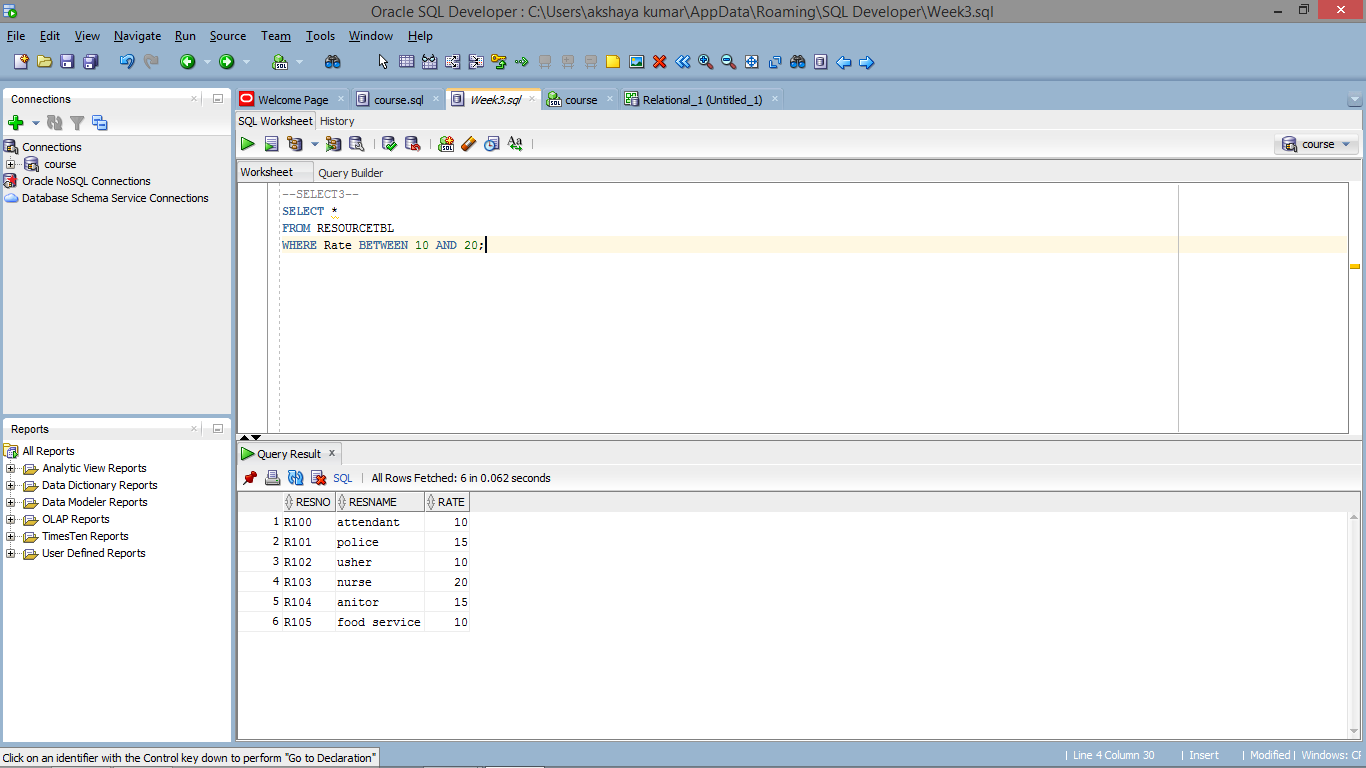 Oracle SQL Developer : C:\Users\akshaya kumar\AppData\Roaming\SQL Developer\Week3.sql
File Edit View Navigate Run Source Team Tools Window Help
Connections
Connections
course
Oracle NoSQL Connections
Database Schema Service Connections
Reports
All Reports
Analytic View Reports
Data Dictionary Reports
Data Modeler Reports
OLAP Reports
TimesTen Reports
User Defined Reports
Welcome Page course.sql Week3.sql course Relational_1 (Untitled_1)
SQL Worksheet History
course
Worksheet Query Builder
--SELECT3--
SELECT *
FROM RESOURCETBL
WHERE Rate BETWEEN 10 AND 20;
Query Result
SQL | All Rows Fetched: 6 in 0.062 seconds
RESNO RESNAME RATE
1 R100 attendant 10
2 R101 police 15
3 R102 usher 10
4 R103 nurse 20
5 R104 anitor 15
6 R105 food service 10
Click on an identifier with the Control key down to perform "Go to Declaration"
| Line 4 Column 30 | Insert | Modified | Windows: CF